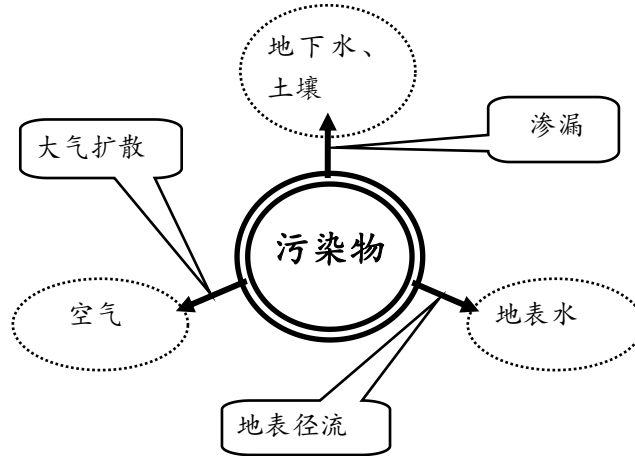 地下水、
土壤
渗漏
大气扩散
污染物
空气
地表水
地表径流